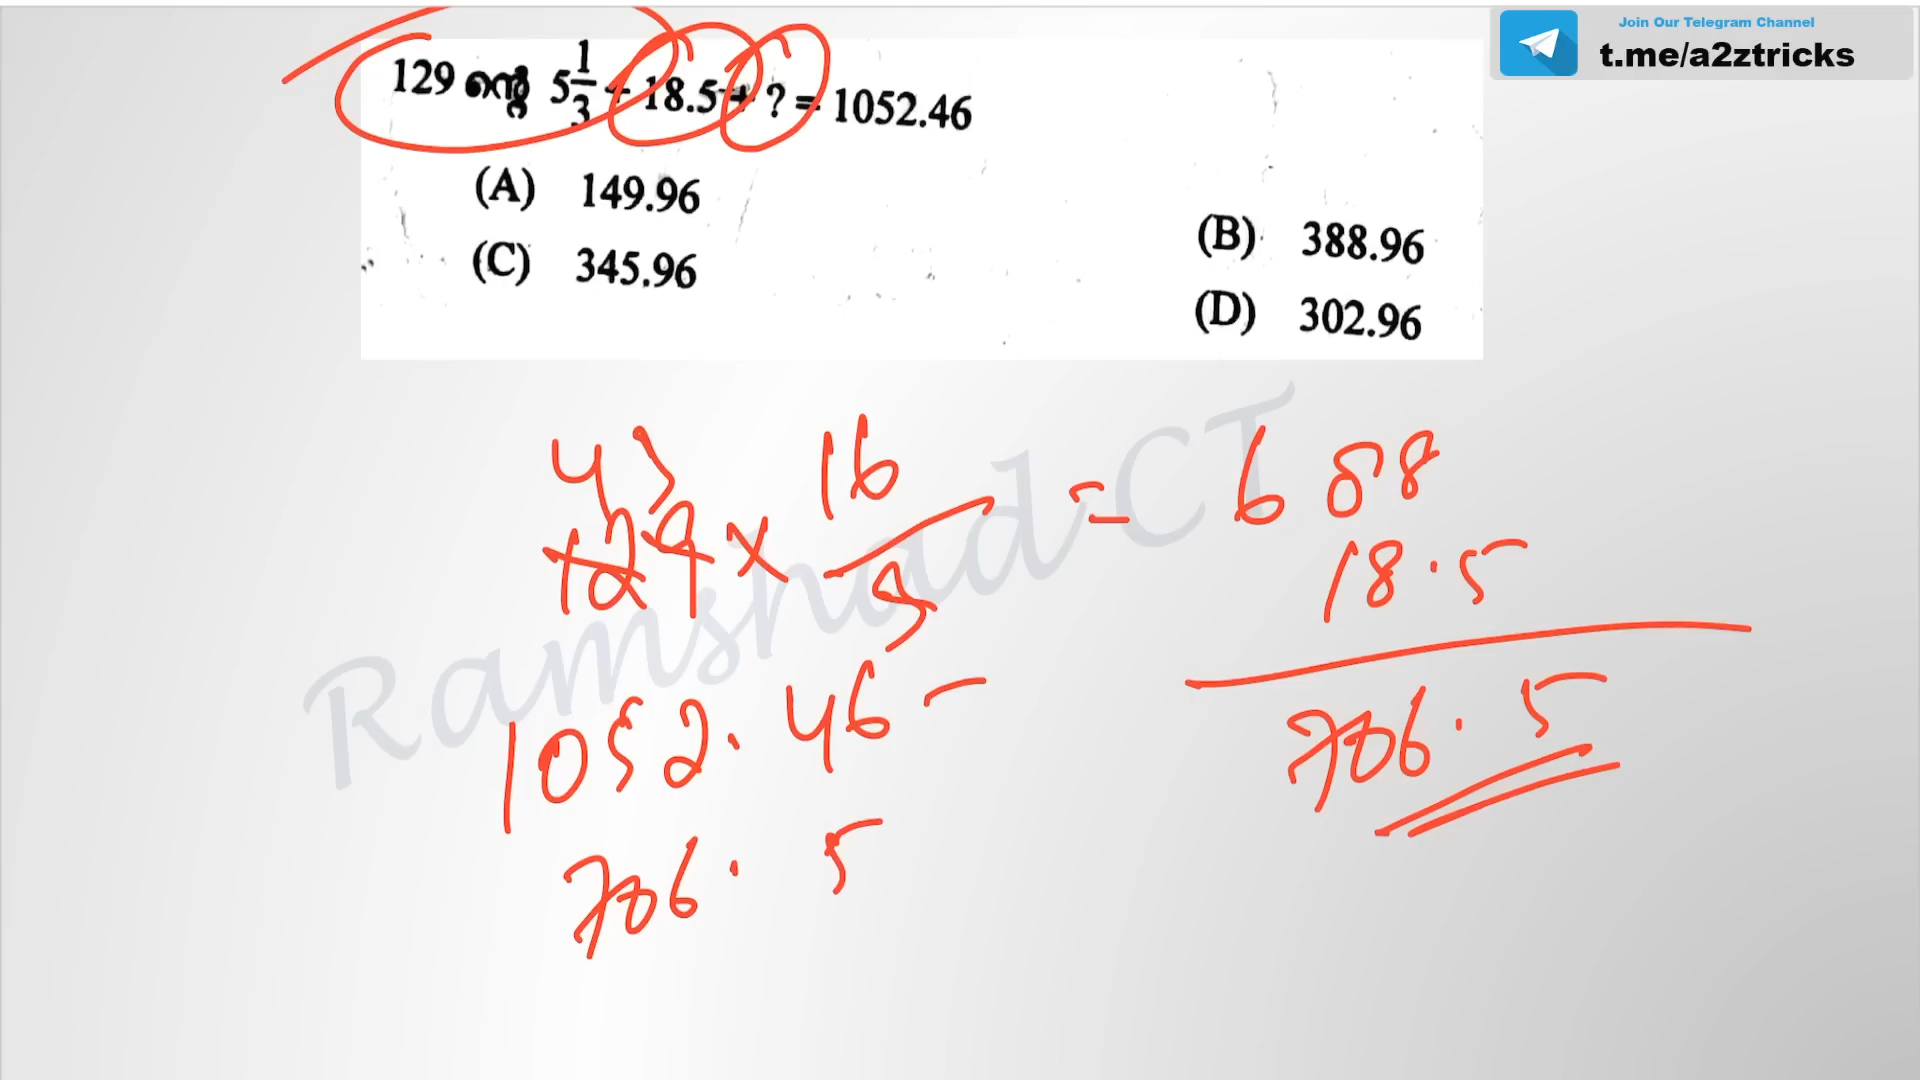 Join Our Telegram Channel
t.me/a2ztricks
129 ന്റെ 5 1/3 + 18.5 + ? = 1052.46
(A) 149.96
(B) 388.96
(C) 345.96
(D) 302.96
43 16
129 × — = 688
3
18.5
706.5
1052.46 -
706.5
Ramshad CT